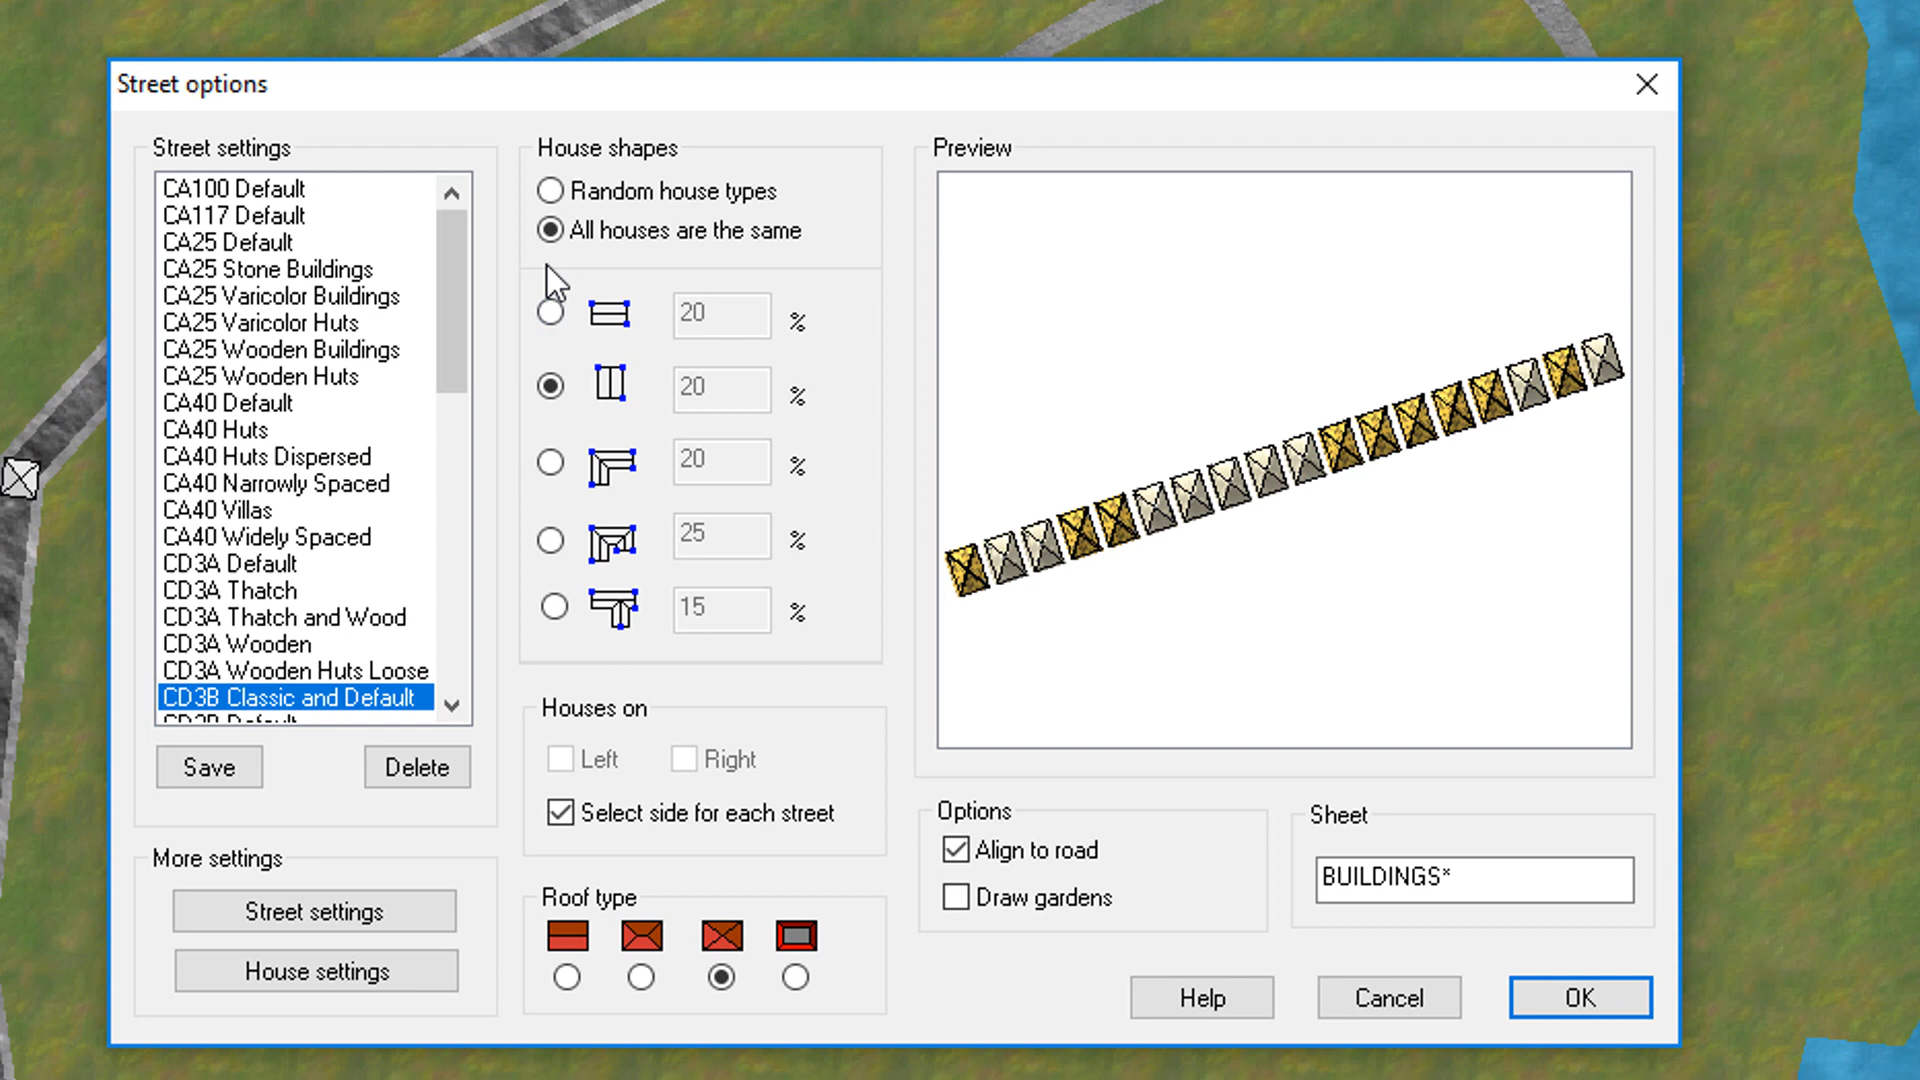 Street options
Street settings
CA100 Default
CA117 Default
CA25 Default
CA25 Stone Buildings
CA25 Varicolor Buildings
CA25 Varicolor Huts
CA25 Wooden Buildings
CA25 Wooden Huts
CA40 Default
CA40 Huts
CA40 Huts Dispersed
CA40 Narrowly Spaced
CA40 Villas
CA40 Widely Spaced
CD3A Default
CD3A Thatch
CD3A Thatch and Wood
CD3A Wooden
CD3A Wooden Huts Loose
CD3B Classic and Default
CD3B Default
Save
Delete
More settings
Street settings
House settings
House shapes
Random house types
All houses are the same
20 %
20 %
20 %
25 %
15 %
Houses on
Left
Right
Select side for each street
Roof type
Preview
Options
Align to road
Draw gardens
Sheet
BUILDINGS*
Help
Cancel
OK